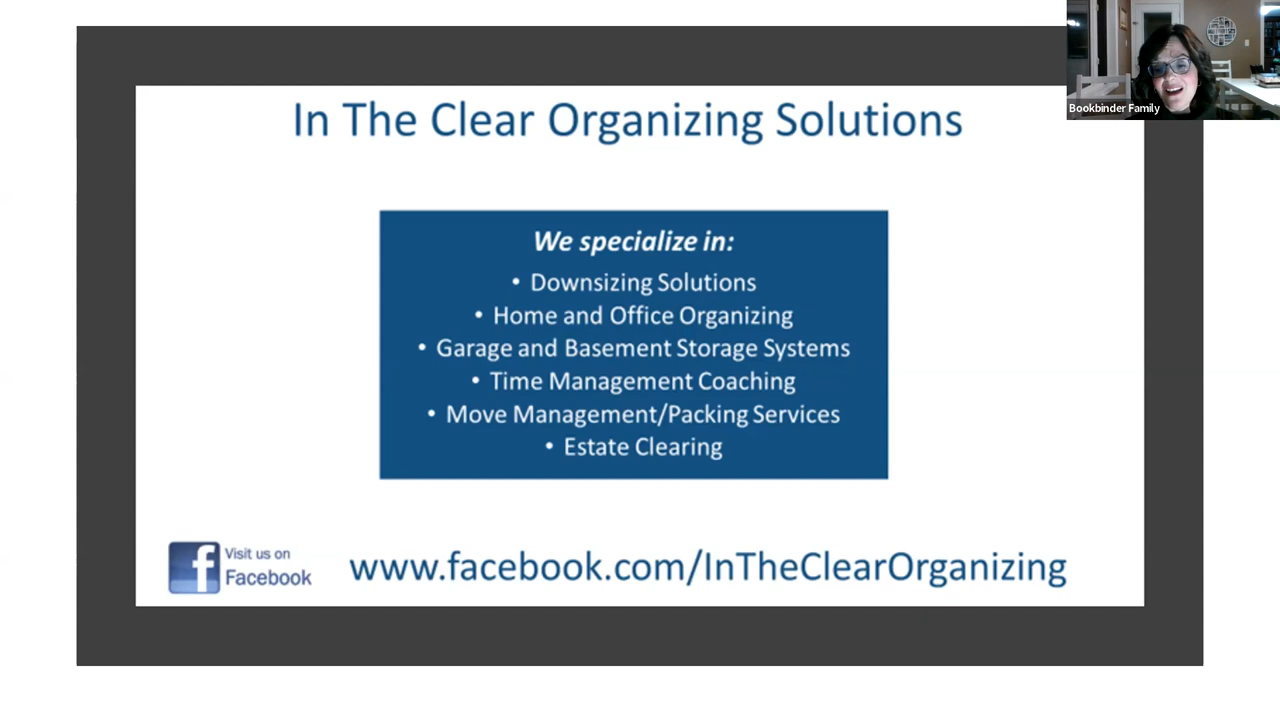 In The Clear Organizing Solutions
Bookbinder Family
We specialize in:
• Downsizing Solutions
• Home and Office Organizing
• Garage and Basement Storage Systems
• Time Management Coaching
• Move Management/Packing Services
• Estate Clearing
f
Visit us on
Facebook
www.facebook.com/InTheClearOrganizing